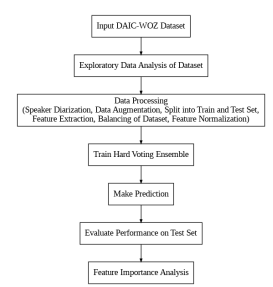 Input DAIC-WOZ Dataset
Exploratory Data Analysis of Dataset
Data Processing
(Speaker Diarization, Data Augmentation, Split into Train and Test Set,
Feature Extraction, Balancing of Dataset, Feature Normalization)
Train Hard Voting Ensemble
Make Prediction
Evaluate Performance on Test Set
Feature Importance Analysis